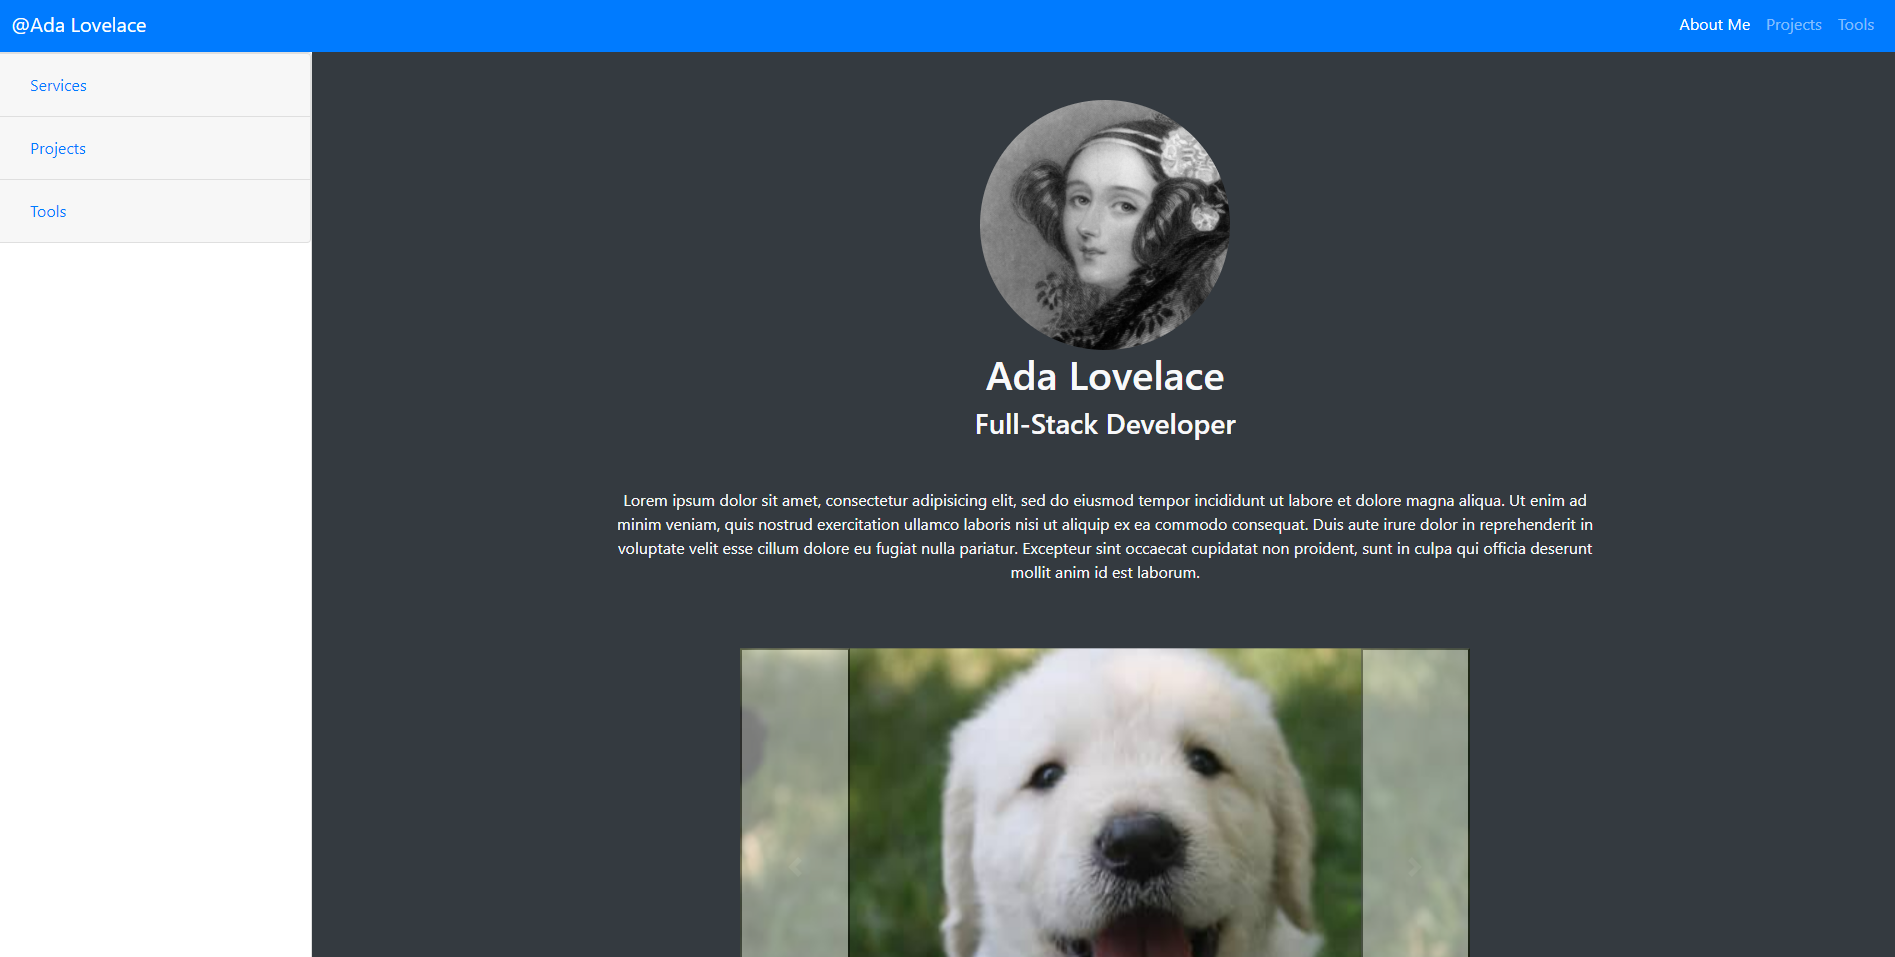 @Ada Lovelace
About Me Projects Tools
Services
Projects
Tools
Ada Lovelace
Full-Stack Developer
Lorem ipsum dolor sit amet, consectetur adipisicing elit, sed do eiusmod tempor incididunt ut labore et dolore magna aliqua. Ut enim ad
minim veniam, quis nostrud exercitation ullamco laboris nisi ut aliquip ex ea commodo consequat. Duis aute irure dolor in reprehenderit in
voluptate velit esse cillum dolore eu fugiat nulla pariatur. Excepteur sint occaecat cupidatat non proident, sunt in culpa qui officia deserunt
mollit anim id est laborum.